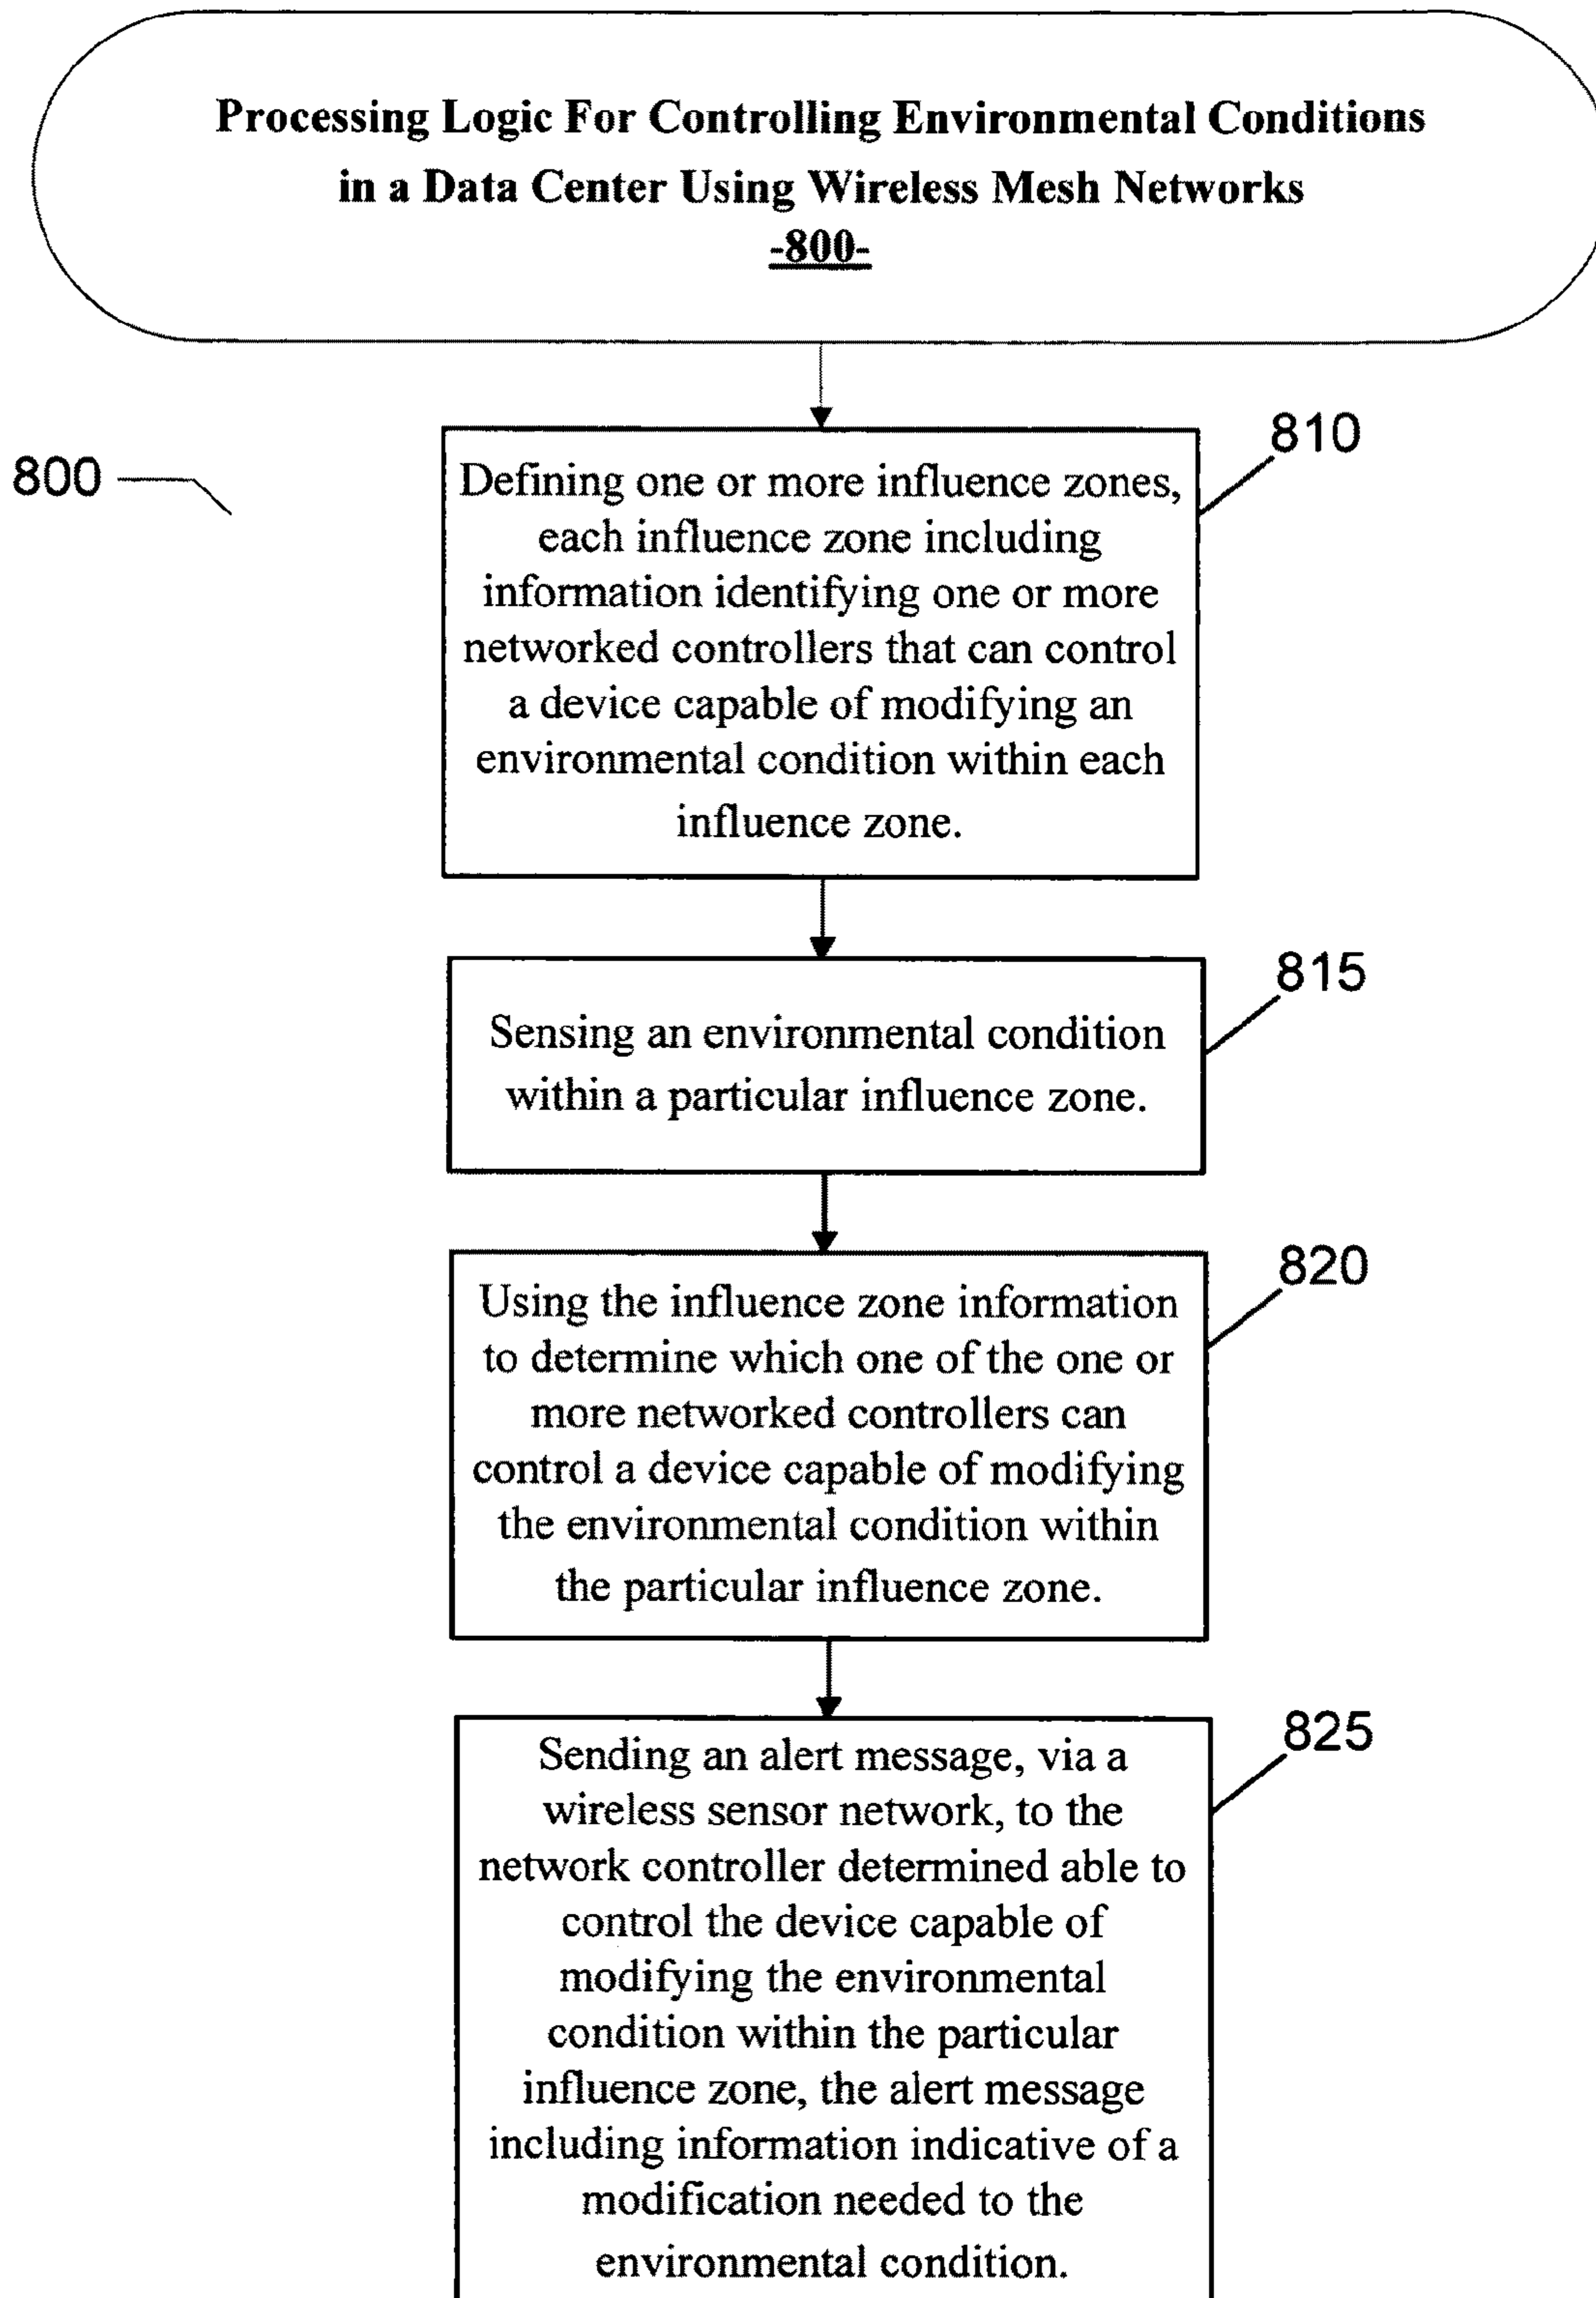 Processing Logic For Controlling Environmental Conditions
in a Data Center Using Wireless Mesh Networks
-800-
800
810
Defining one or more influence zones,
each influence zone including
information identifying one or more
networked controllers that can control
a device capable of modifying an
environmental condition within each
influence zone.
815
Sensing an environmental condition
within a particular influence zone.
820
Using the influence zone information
to determine which one of the one or
more networked controllers can
control a device capable of modifying
the environmental condition within
the particular influence zone.
825
Sending an alert message, via a
wireless sensor network, to the
network controller determined able to
control the device capable of
modifying the environmental
condition within the particular
influence zone, the alert message
including information indicative of a
modification needed to the
environmental condition.